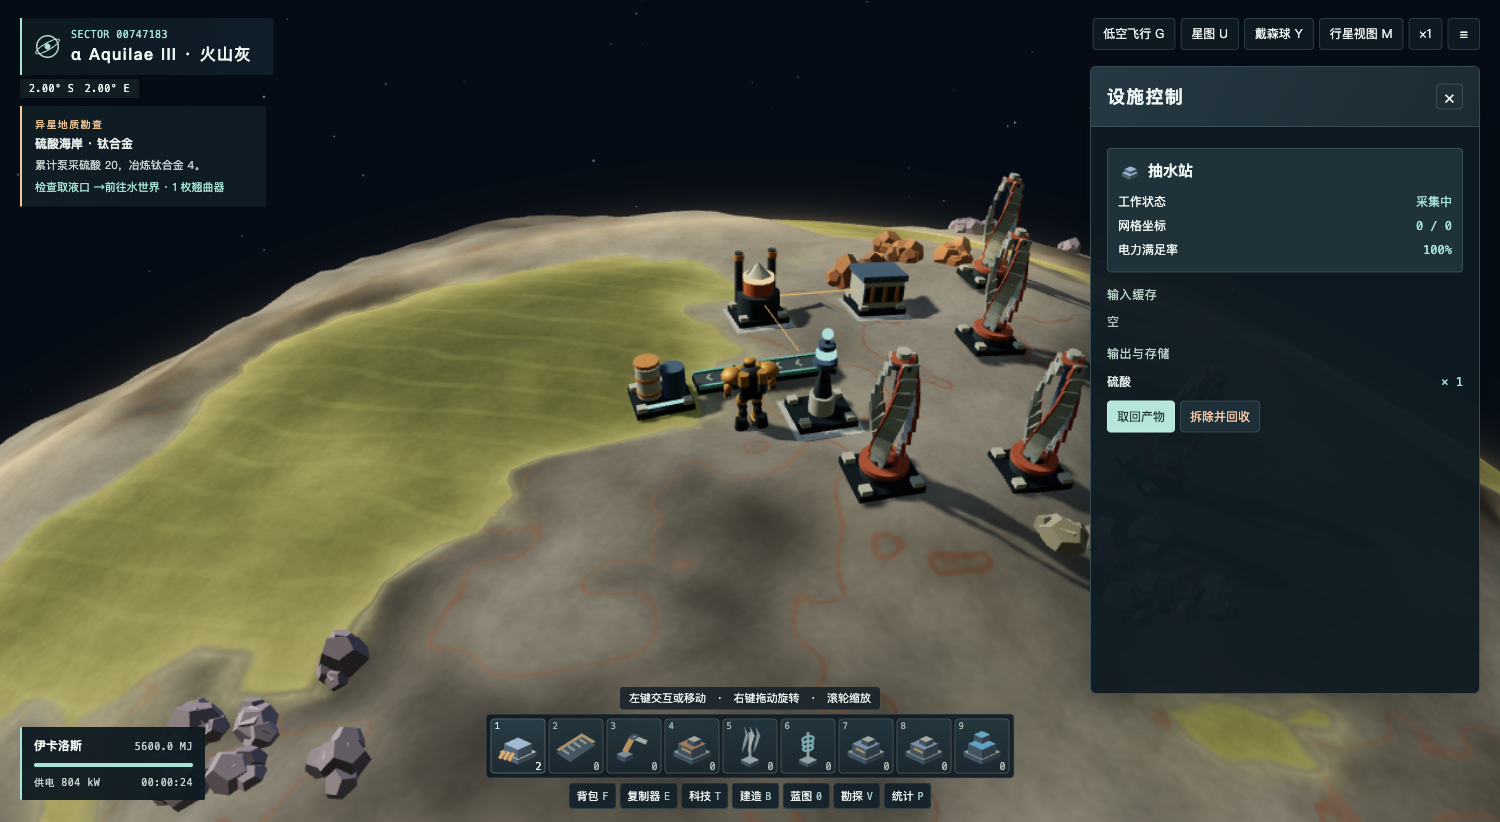 SECTOR 00747183
α Aquilae III · 火山灰
2.00° S 2.00° E
异星地质勘查
硫酸海岸 · 钛合金
累计泵采硫酸 20，冶炼钛合金 4。
检查取液口 →前往水世界 · 1 枚翘曲器
低空飞行 G
星图 U
戴森球 Y
行星视图 M
×1
≡
设施控制
×
抽水站
工作状态 采集中
网格坐标 0 / 0
电力满足率 100%
输入缓存
空
输出与存储
硫酸 × 1
取回产物 拆除并回收
左键交互或移动 · 右键拖动旋转 · 滚轮缩放
1 2 3 4 5 6 7 8 9
2 0 0 0 0 0 0 0 0
背包 F 复制器 E 科技 T 建造 B 蓝图 0 勘探 V 统计 P
伊卡洛斯 5600.0 MJ
供电 804 kW 00:00:24